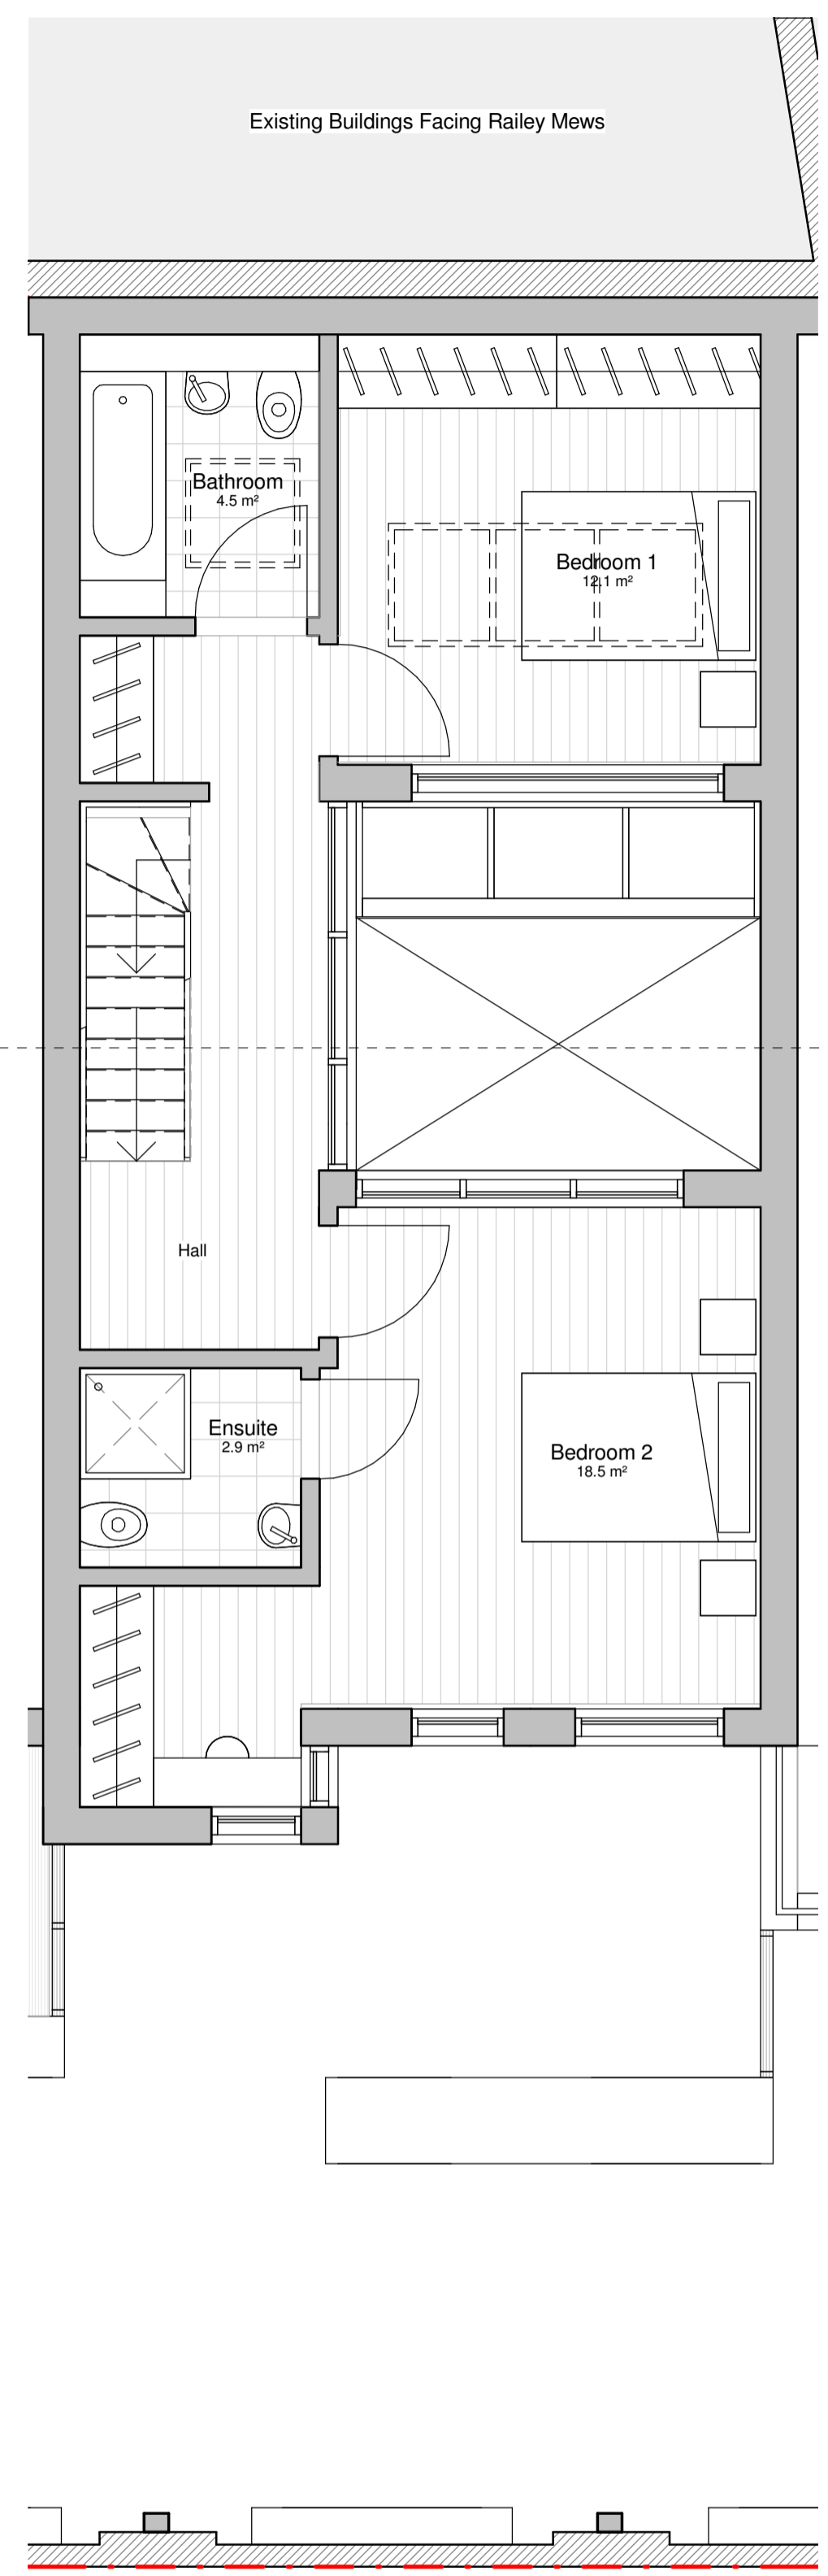 Existing Buildings Facing Railey Mews
Bathroom
4.5 m²
Bedroom 1
12.1 m²
Hall
Ensuite
2.9 m²
Bedroom 2
18.5 m²